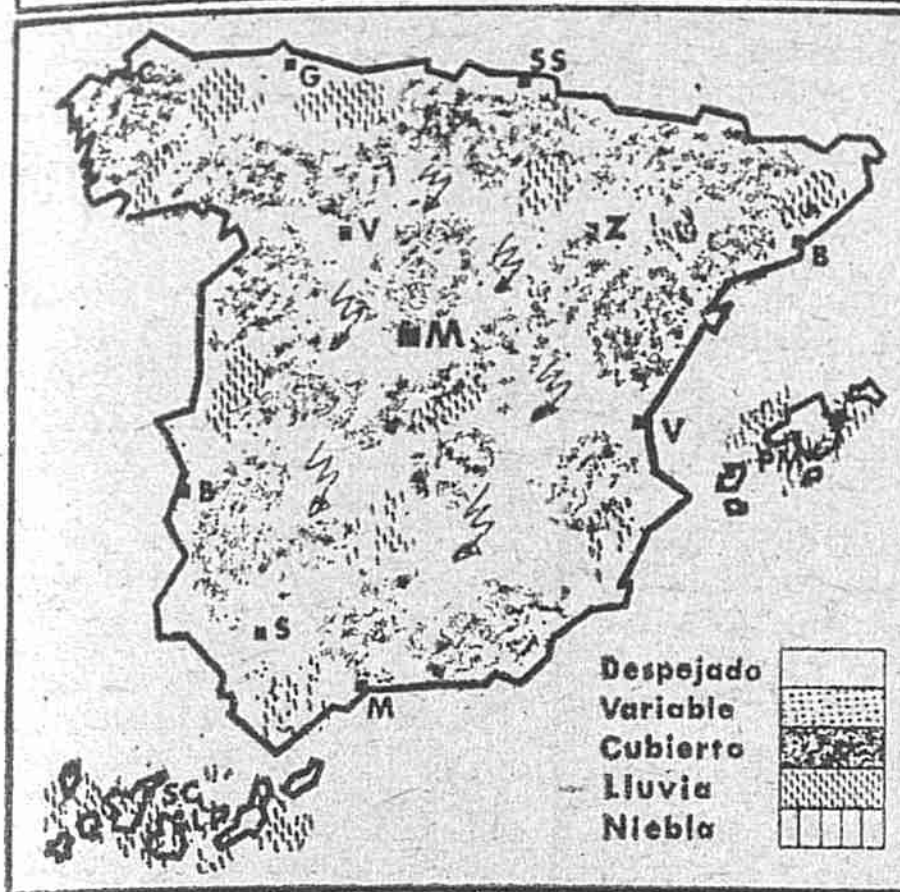 SS
C
G
V
Z
B
M
V
P
B
S
M
SC
LP
Despejado
Variable
Cubierto
Lluvia
Niebla